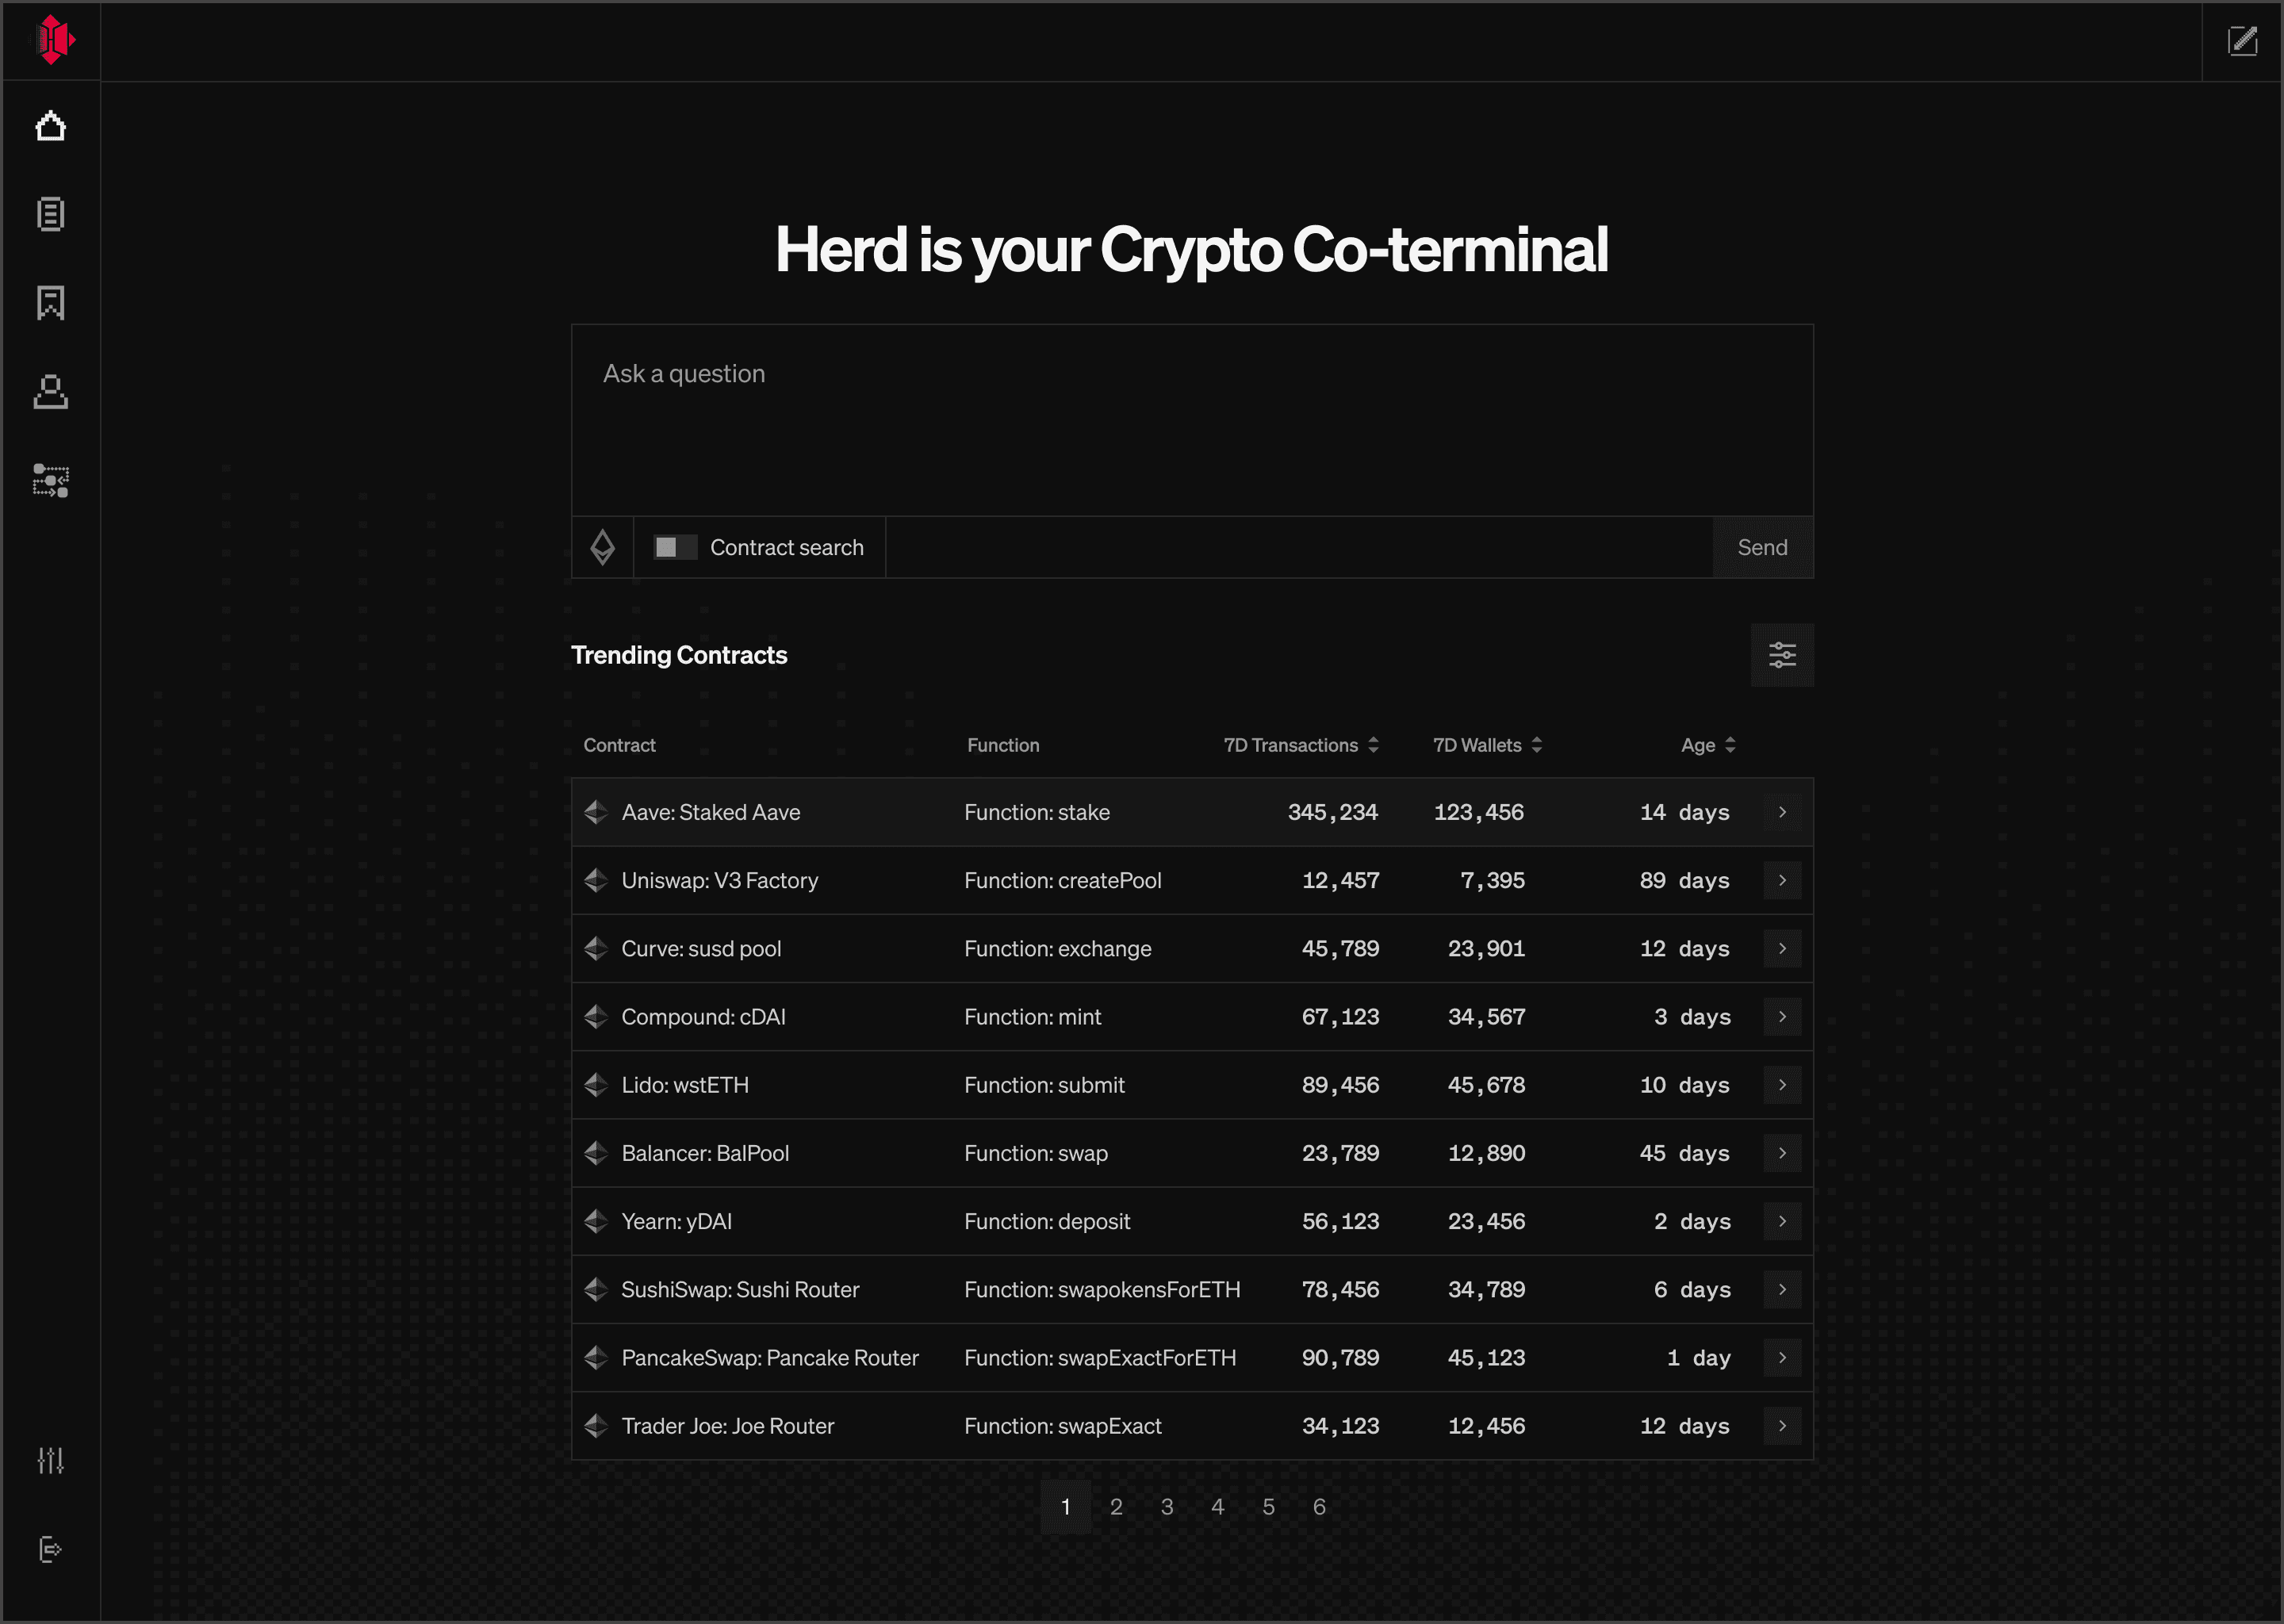 Herd is your Crypto Co-terminal
Ask a question
Contract search
Send
Trending Contracts
Contract Function 7D Transactions 7D Wallets Age
Aave: Staked Aave Function: stake 345,234 123,456 14 days
Uniswap: V3 Factory Function: createPool 12,457 7,395 89 days
Curve: susd pool Function: exchange 45,789 23,901 12 days
Compound: cDAI Function: mint 67,123 34,567 3 days
Lido: wstETH Function: submit 89,456 45,678 10 days
Balancer: BalPool Function: swap 23,789 12,890 45 days
Yearn: yDAI Function: deposit 56,123 23,456 2 days
SushiSwap: Sushi Router Function: swapokensForETH 78,456 34,789 6 days
PancakeSwap: Pancake Router Function: swapExactForETH 90,789 45,123 1 day
Trader Joe: Joe Router Function: swapExact 34,123 12,456 12 days
1 2 3 4 5 6